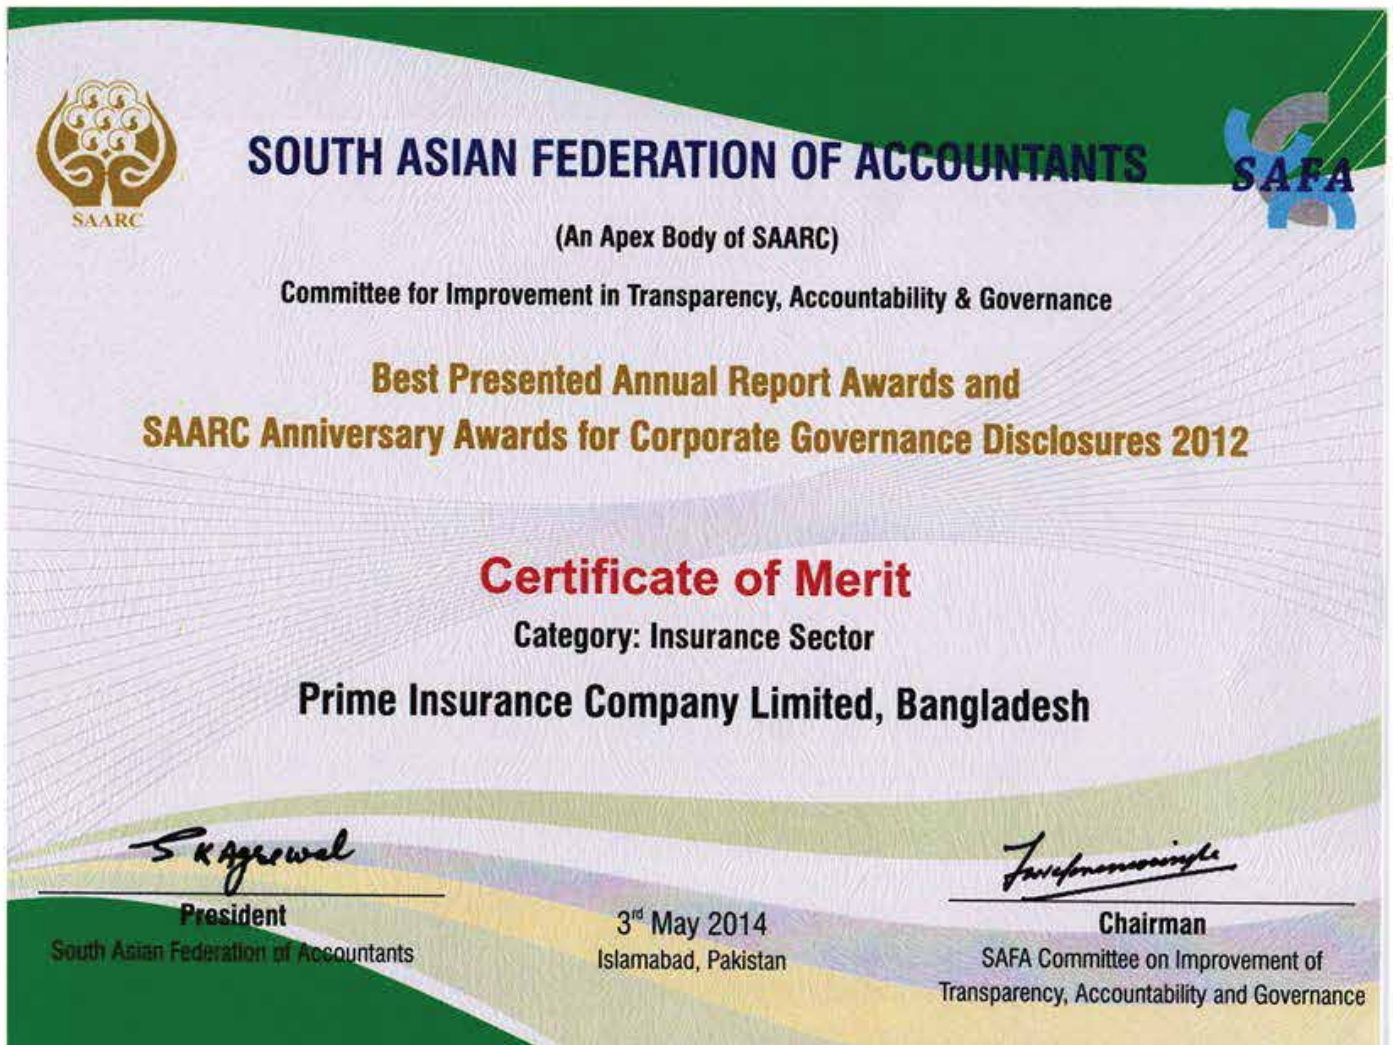 SAARC
SAFA
SOUTH ASIAN FEDERATION OF ACCOUNTANTS
(An Apex Body of SAARC)
Committee for Improvement in Transparency, Accountability & Governance
Best Presented Annual Report Awards and
SAARC Anniversary Awards for Corporate Governance Disclosures 2012
Certificate of Merit
Category: Insurance Sector
Prime Insurance Company Limited, Bangladesh
S K Agrewal
President
South Asian Federation of Accountants
3rd May 2014
Islamabad, Pakistan
Chairman
SAFA Committee on Improvement of
Transparency, Accountability and Governance